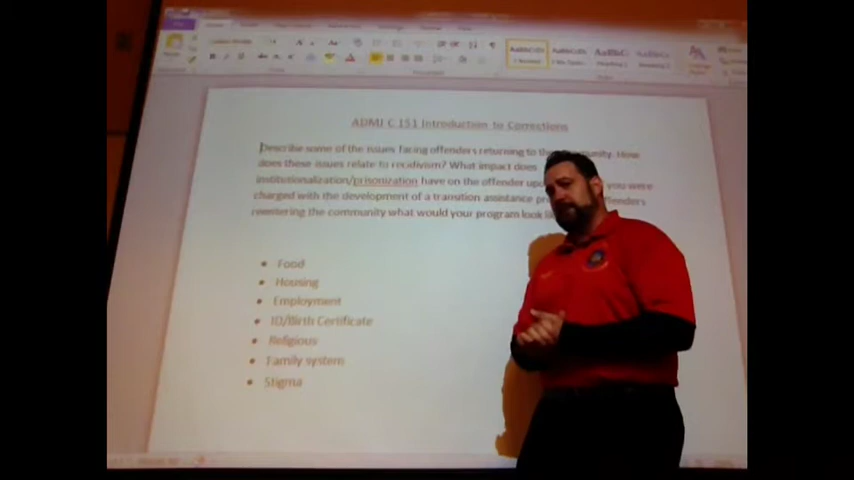 ADMJ C 151 Introduction to Corrections
Describe some of the issues facing offenders returning to the community. How
does these issues relate to recidivism? What impact does
institutionalization/prisonization have on the offender you were
charged with the development of a transition assistance offenders
reentering the community what would your program look
Food
Housing
Employment
ID/Birth Certificate
Religious
Family system
Stigma